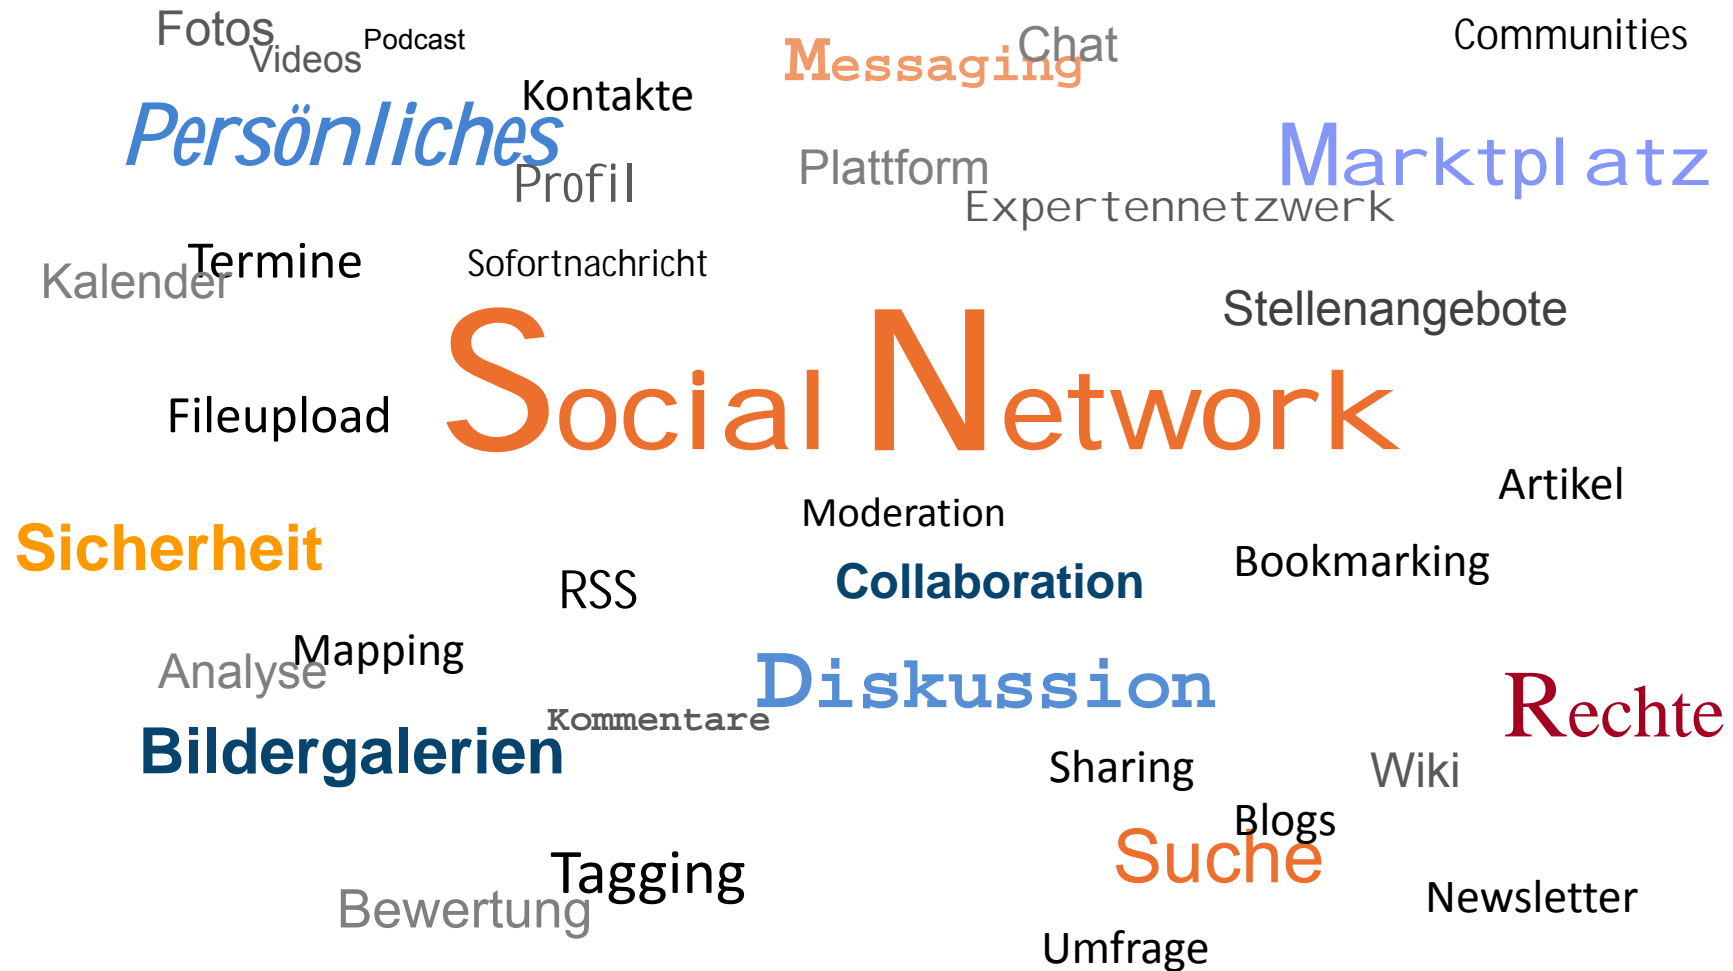 Fotos
Videos
Podcast
Messaging
Chat
Communities
Kontakte
Persönliches
Profil
Plattform
Marktplatz
Expertennetzwerk
Termine
Kalender
Sofortnachricht
Stellenangebote
Social Network
Fileupload
Artikel
Moderation
Sicherheit
Bookmarking
Collaboration
RSS
Mapping
Analyse
Diskussion
Rechte
Kommentare
Bildergalerien
Sharing
Wiki
Blogs
Suche
Tagging
Bewertung
Newsletter
Umfrage